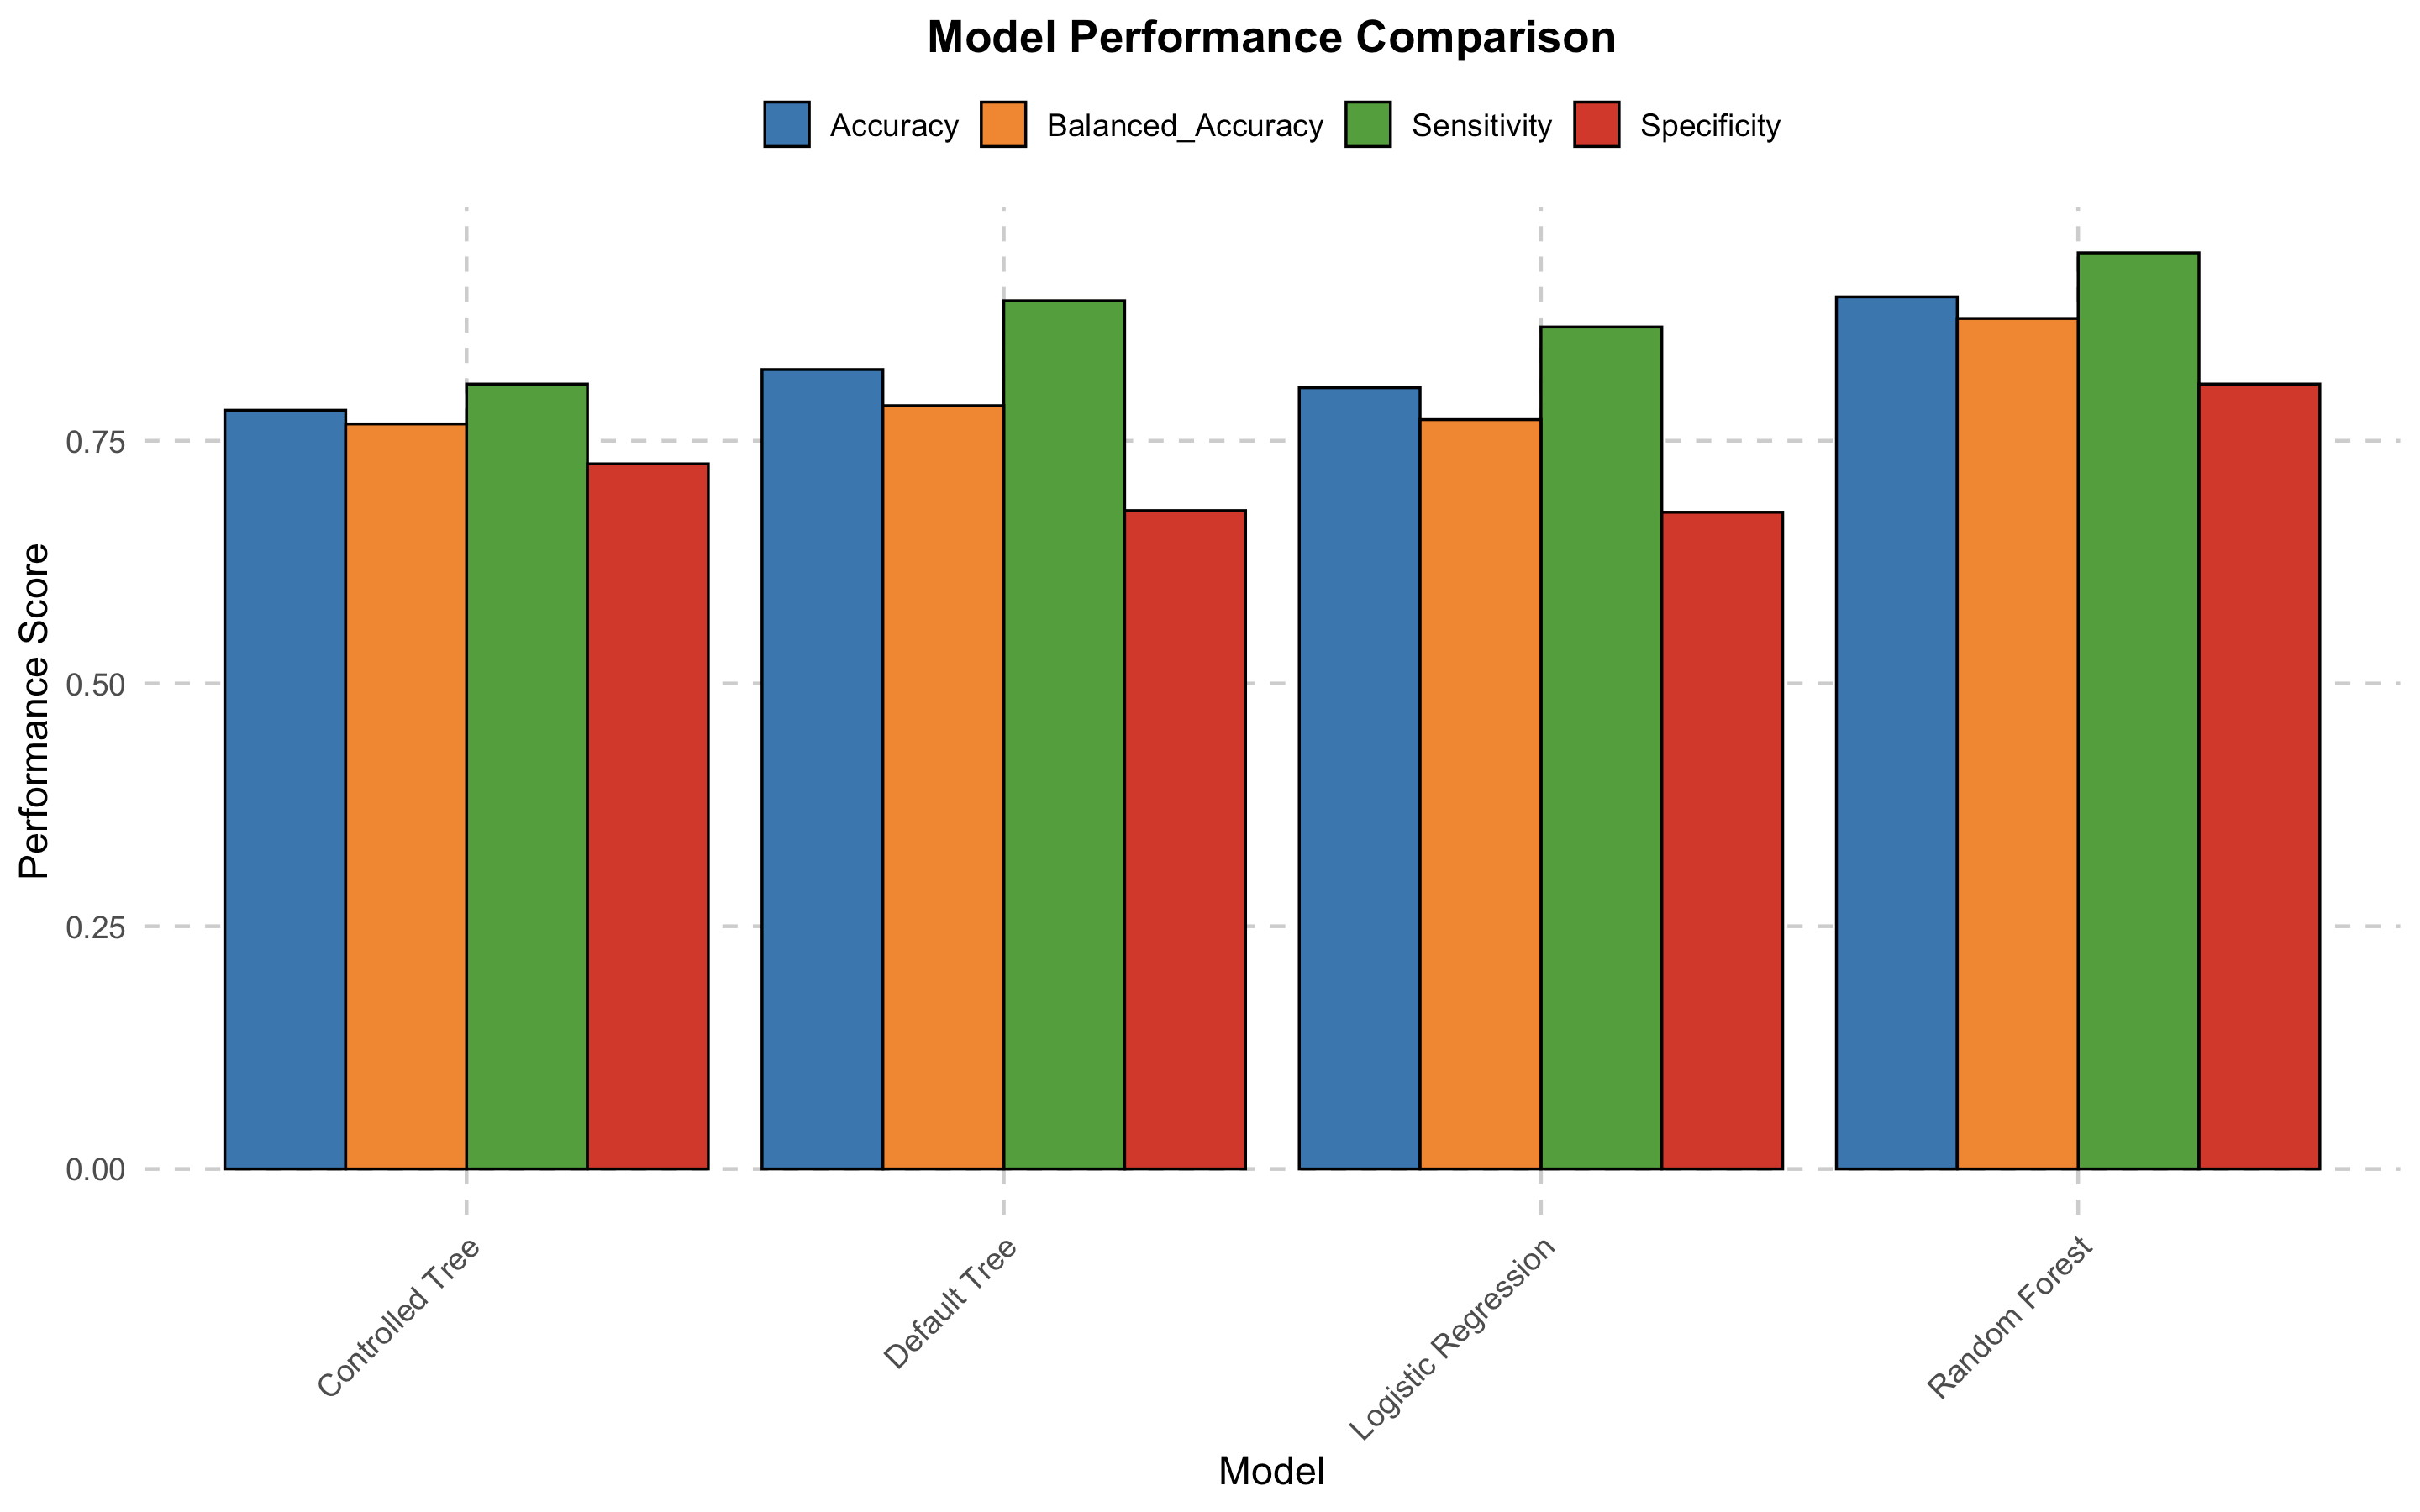 Model Performance Comparison
Accuracy Balanced_Accuracy Sensitivity Specificity
Performance Score
0.75
0.50
0.25
0.00
Controlled Tree
Default Tree
Logistic Regression
Random Forest
Model